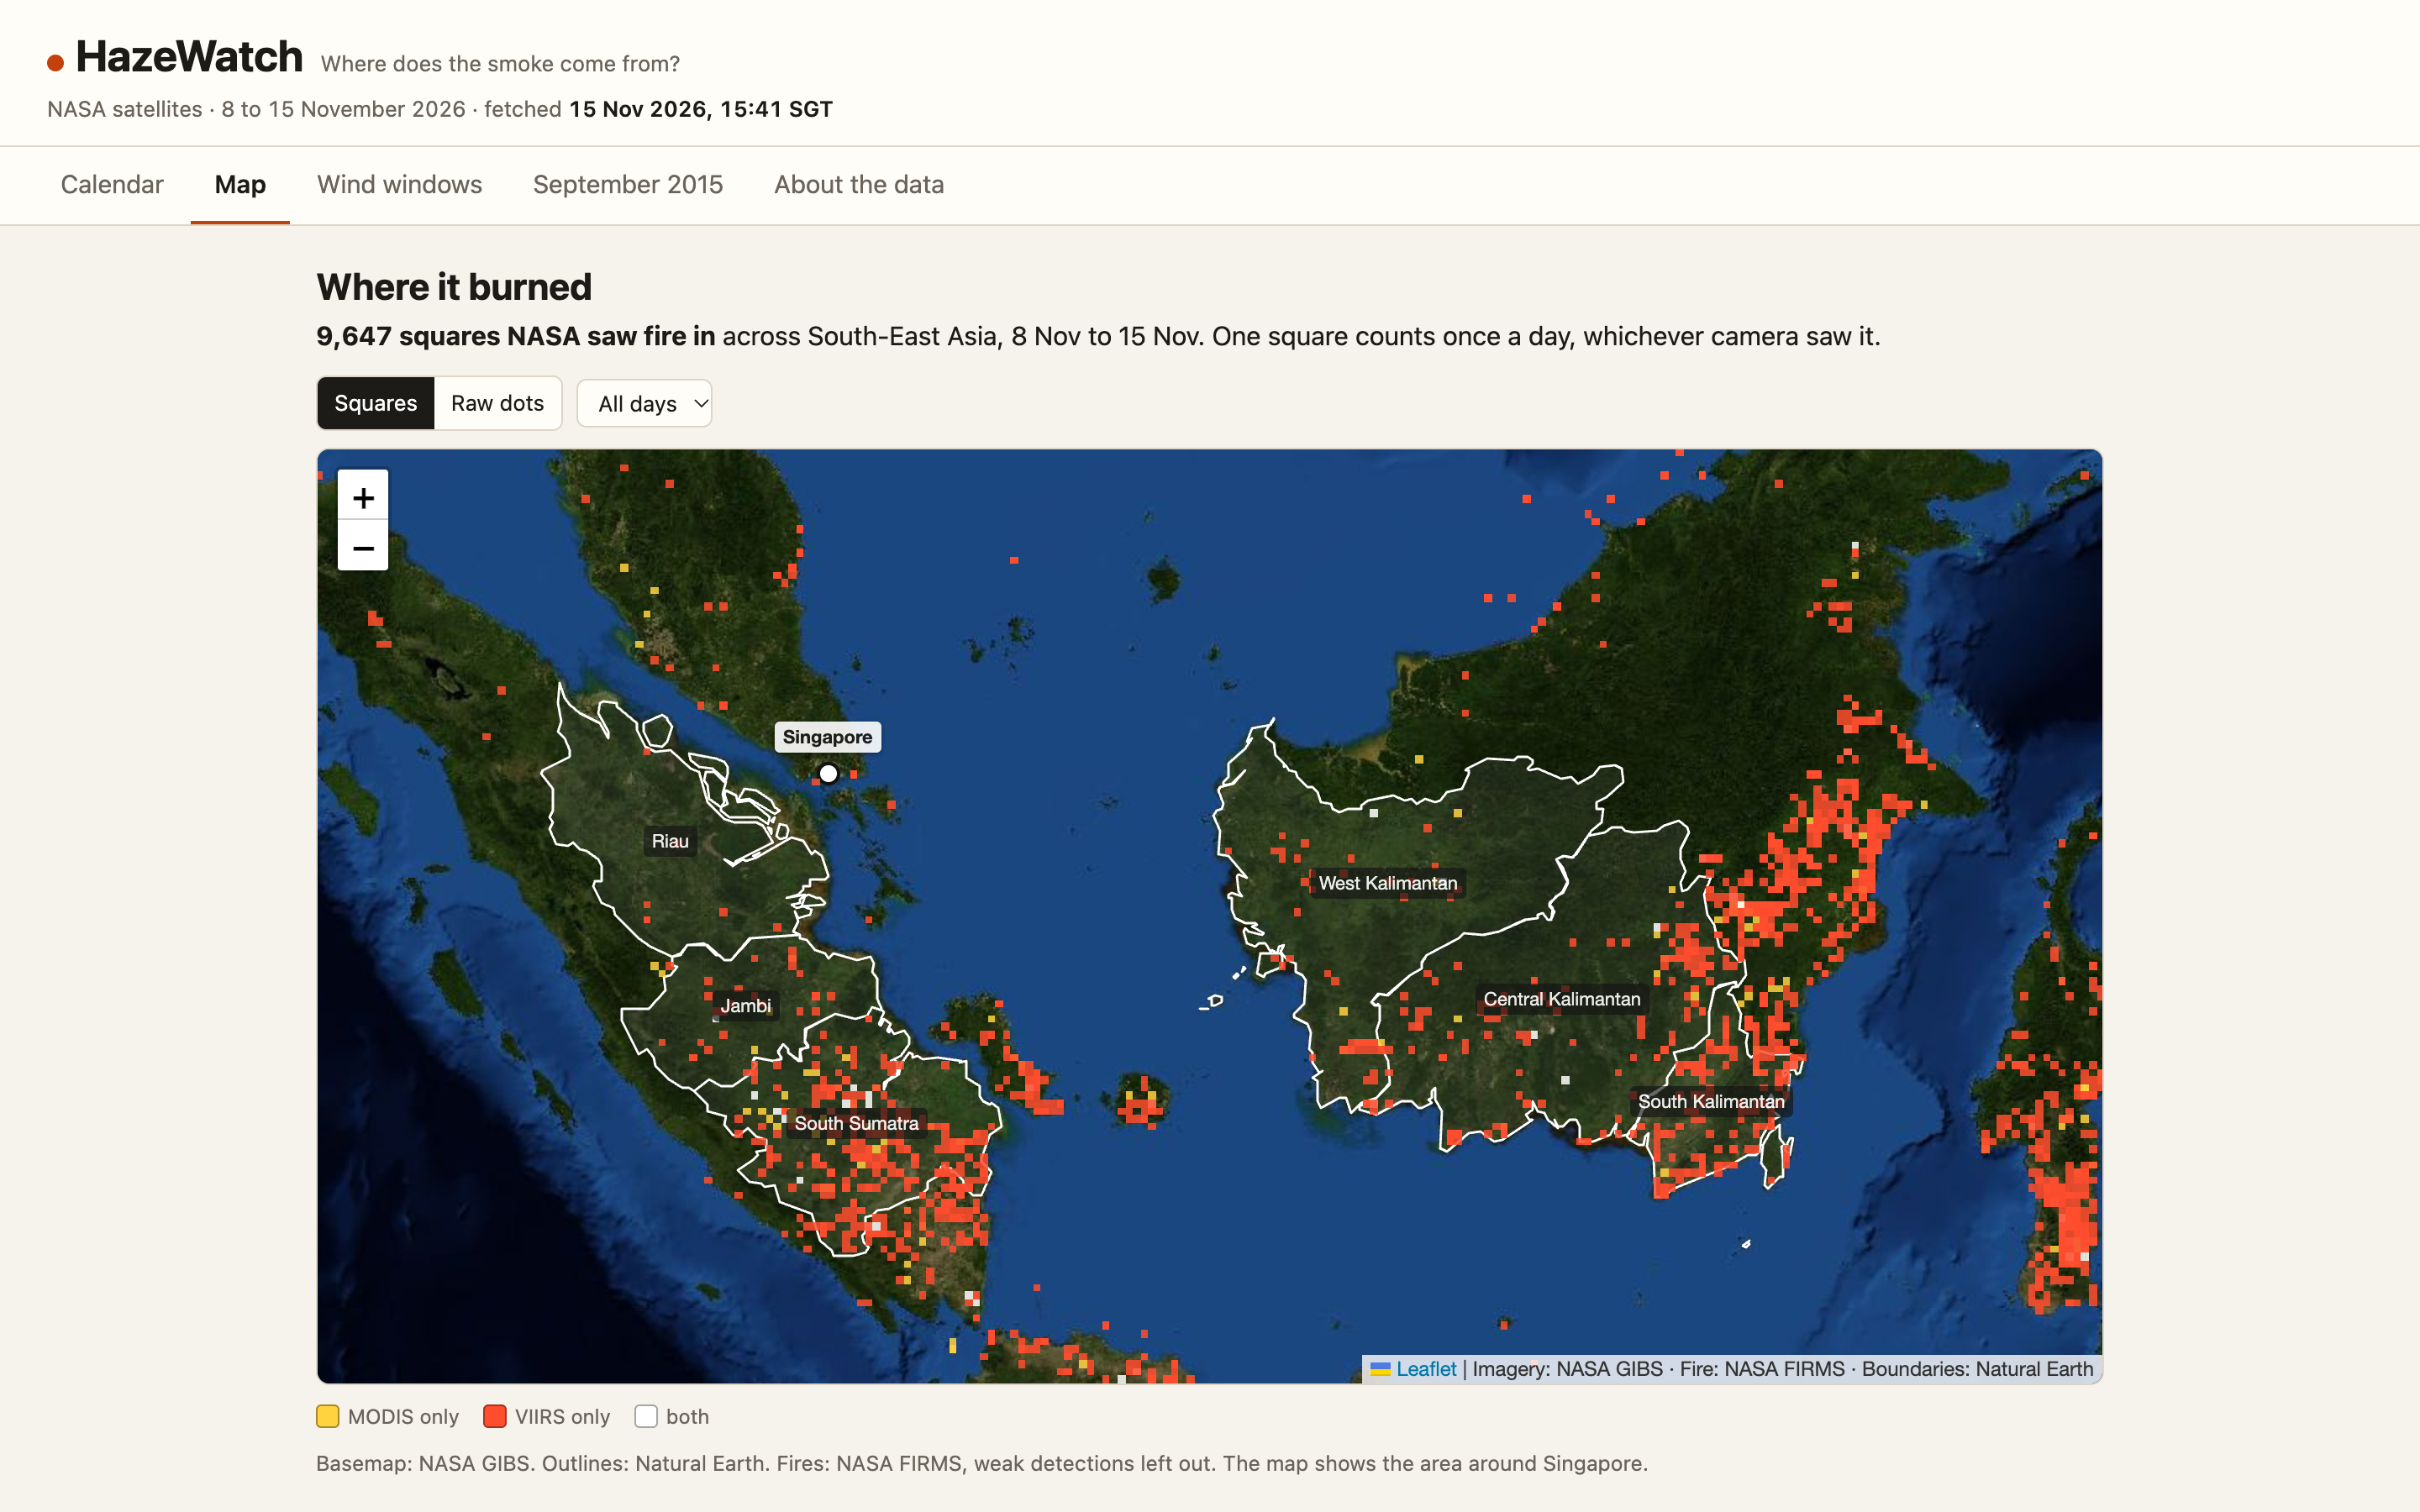 HazeWatch Where does the smoke come from?
NASA satellites · 8 to 15 November 2026 · fetched 15 Nov 2026, 15:41 SGT
Calendar Map Wind windows September 2015 About the data
Where it burned
9,647 squares NASA saw fire in across South-East Asia, 8 Nov to 15 Nov. One square counts once a day, whichever camera saw it.
Squares Raw dots All days
+
−
Singapore
Riau
West Kalimantan
Central Kalimantan
Jambi
South Kalimantan
South Sumatra
Leaflet | Imagery: NASA GIBS · Fire: NASA FIRMS · Boundaries: Natural Earth
MODIS only VIIRS only both
Basemap: NASA GIBS. Outlines: Natural Earth. Fires: NASA FIRMS, weak detections left out. The map shows the area around Singapore.